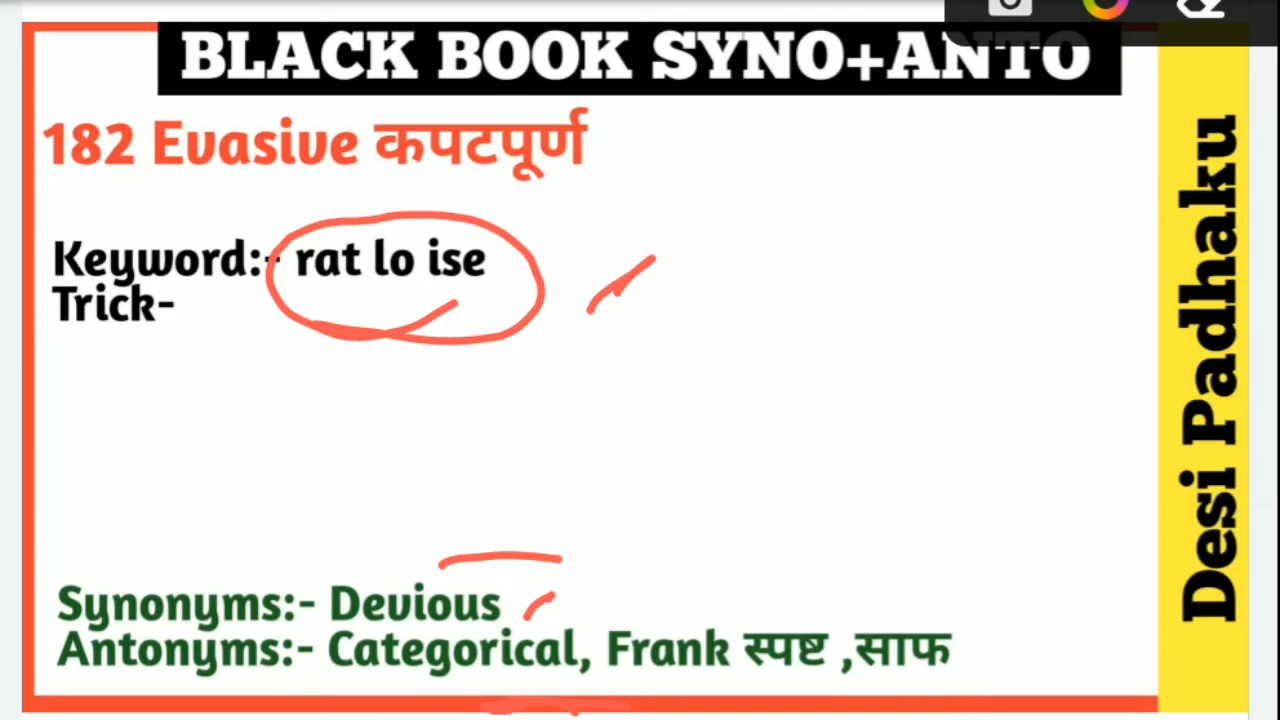 BLACK BOOK SYNO+ANTO
182 Evasive कपटपूर्ण
Keyword:- rat lo ise
Trick-
Synonyms:- Devious
Antonyms:- Categorical, Frank स्पष्ट ,साफ
Desi Padhaku